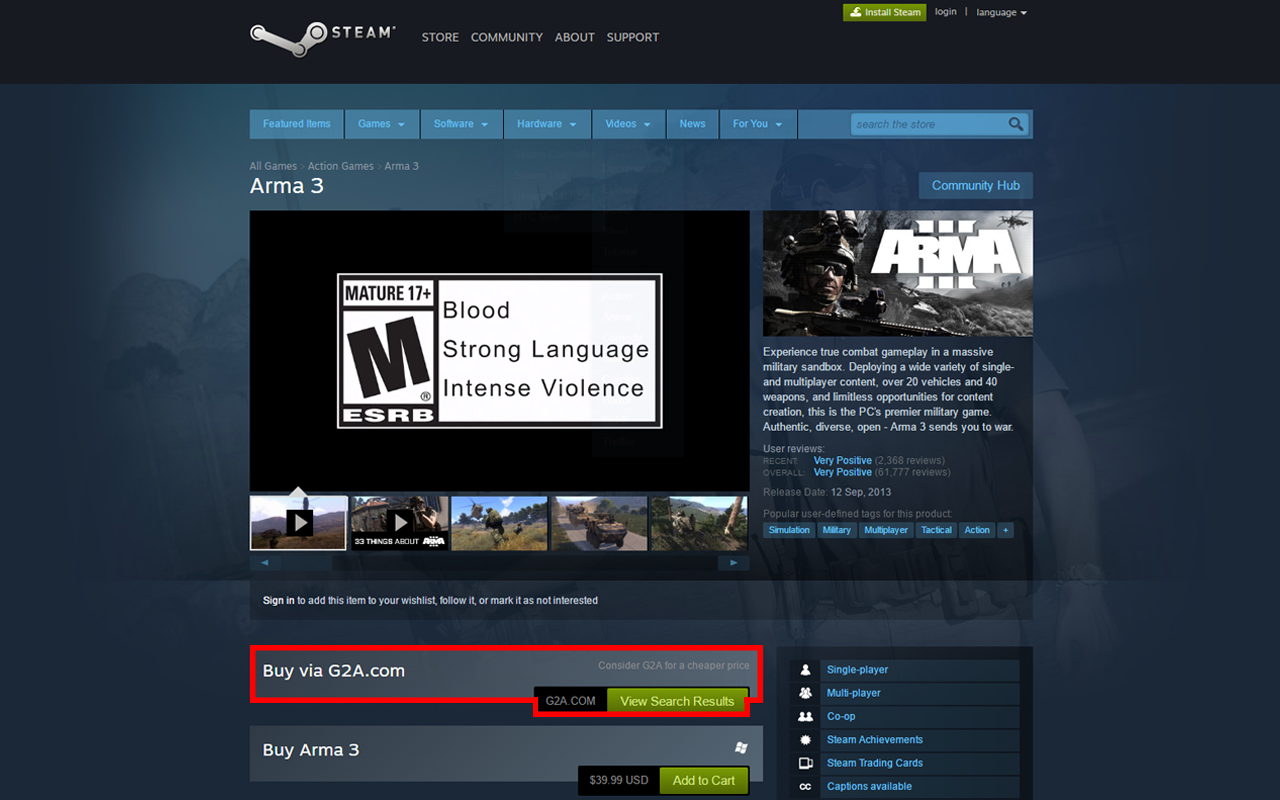 Install Steam login | language
STEAM®
STORE COMMUNITY ABOUT SUPPORT
Featured Items Games Software Hardware Videos News For You search the store
All Games > Action Games > Arma 3
Arma 3
Community Hub
MATURE 17+
M
®
ESRB
Blood
Strong Language
Intense Violence
33 THINGS ABOUT ARMA
ARMA III
Experience true combat gameplay in a massive
military sandbox. Deploying a wide variety of single-
and multiplayer content, over 20 vehicles and 40
weapons, and limitless opportunities for content
creation, this is the PC's premier military game.
Authentic, diverse, open - Arma 3 sends you to war.
User reviews:
RECENT: Very Positive (2,368 reviews)
OVERALL: Very Positive (61,777 reviews)
Release Date: 12 Sep, 2013
Popular user-defined tags for this product:
Simulation Military Multiplayer Tactical Action +
Sign in to add this item to your wishlist, follow it, or mark it as not interested
Buy via G2A.com
Consider G2A for a cheaper price
G2A.COM View Search Results
Buy Arma 3
$39.99 USD Add to Cart
Single-player
Multi-player
Co-op
Steam Achievements
Steam Trading Cards
CC Captions available